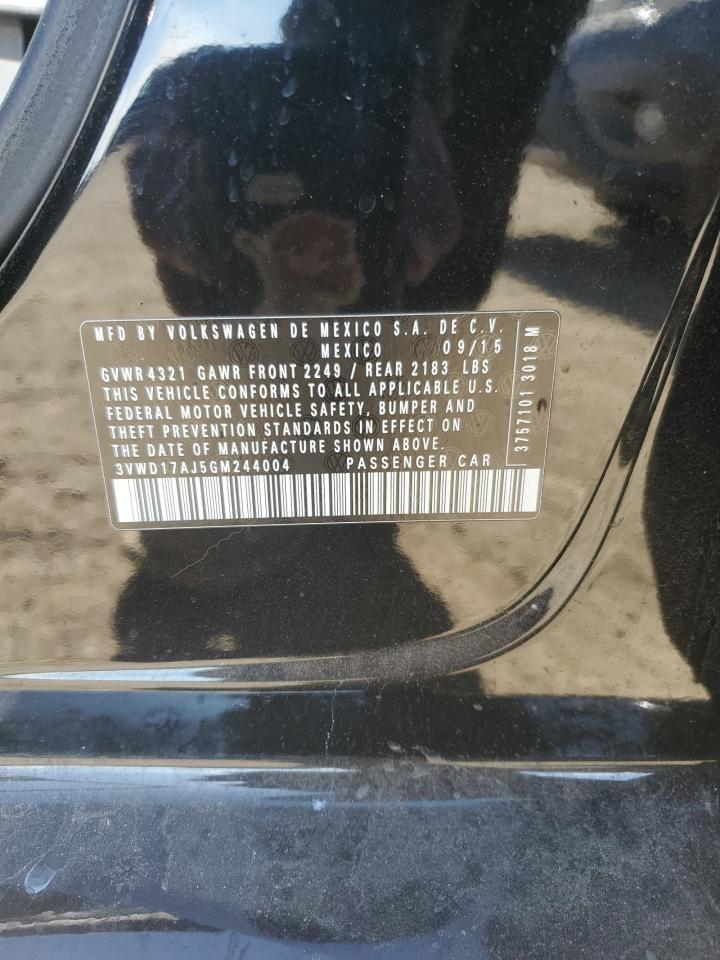 MFD BY VOLKSWAGEN DE MEXICO S.A. DE C.V.
MEXICO 09/15
GVWR 4321 GAWR FRONT 2249 / REAR 2183 LBS
THIS VEHICLE CONFORMS TO ALL APPLICABLE U.S.
FEDERAL MOTOR VEHICLE SAFETY, BUMPER AND
THEFT PREVENTION STANDARDS IN EFFECT ON
THE DATE OF MANUFACTURE SHOWN ABOVE.
3VWD17AJ5GM244004 PASSENGER CAR
3757101 3018 M